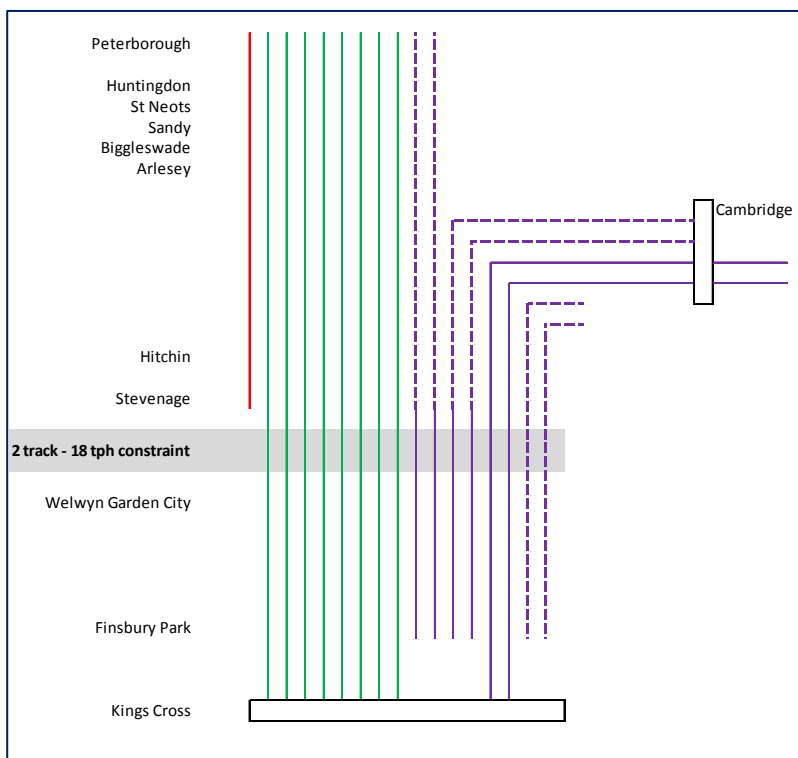 Peterborough
Huntingdon
St Neots
Sandy
Biggleswade
Arlesey
Cambridge
Hitchin
Stevenage
2 track - 18 tph constraint
Welwyn Garden City
Finsbury Park
Kings Cross